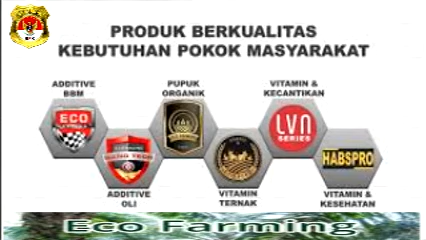 PRODUK BERKUALITAS
KEBUTUHAN POKOK MASYARAKAT
ADDITIVE
BBM
PUPUK
ORGANIK
VITAMIN &
KECANTIKAN
ECO
LVN
SERIES
HABSPRO
ADDITIVE
OLI
VITAMIN
TERNAK
VITAMIN &
KESEHATAN
Eco Farming